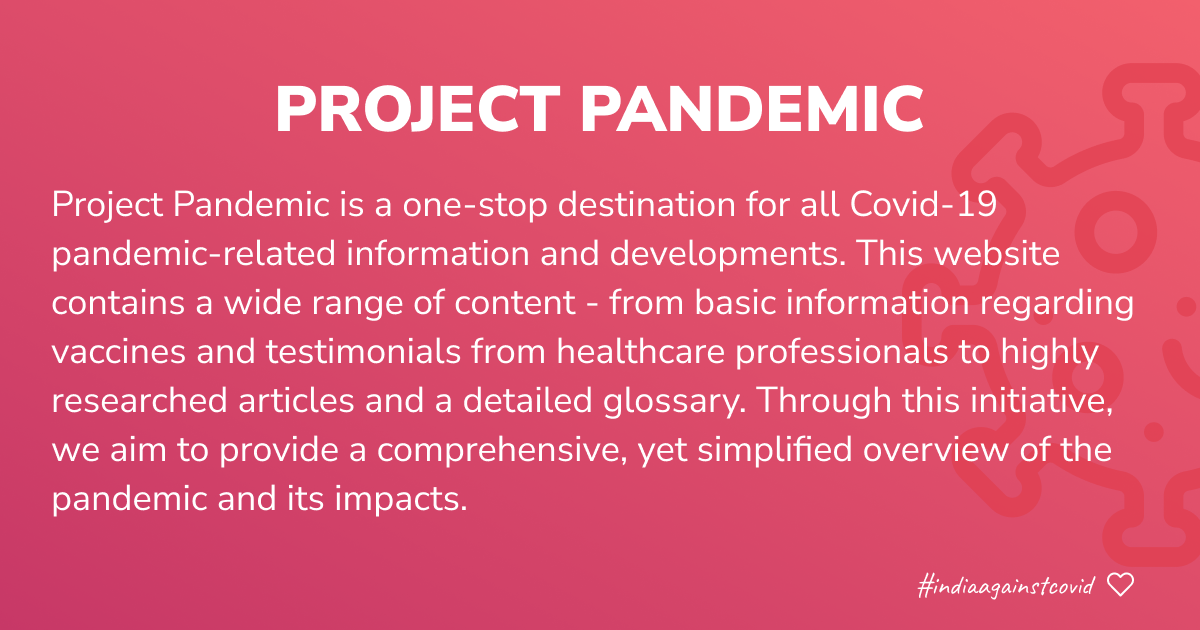 PROJECT PANDEMIC
Project Pandemic is a one-stop destination for all Covid-19
pandemic-related information and developments. This website
contains a wide range of content - from basic information regarding
vaccines and testimonials from healthcare professionals to highly
researched articles and a detailed glossary. Through this initiative,
we aim to provide a comprehensive, yet simplified overview of the
pandemic and its impacts.
#indiaagainstcovid